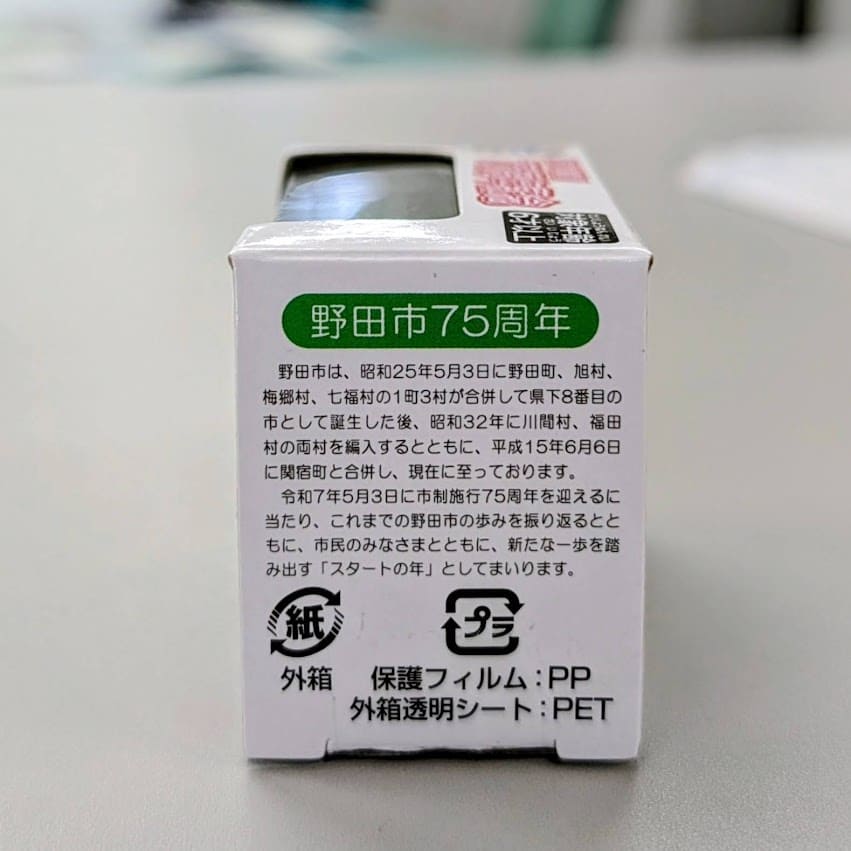 野田市75周年
野田市は、昭和25年5月3日に野田町、旭村、
梅郷村、七福村の1町3村が合併して県下8番目の
市として誕生した後、昭和32年に川間村、福田
村の両村を編入するとともに、平成15年6月6日
に関宿町と合併し、現在に至っております。
令和7年5月3日に市制施行75周年を迎えるに
当たり、これまでの野田市の歩みを振り返るとと
もに、市民のみなさまとともに、新たな一歩を踏
み出す「スタートの年」としてまいります。
紙 プラ
外箱 保護フィルム：PP
外箱透明シート：PET